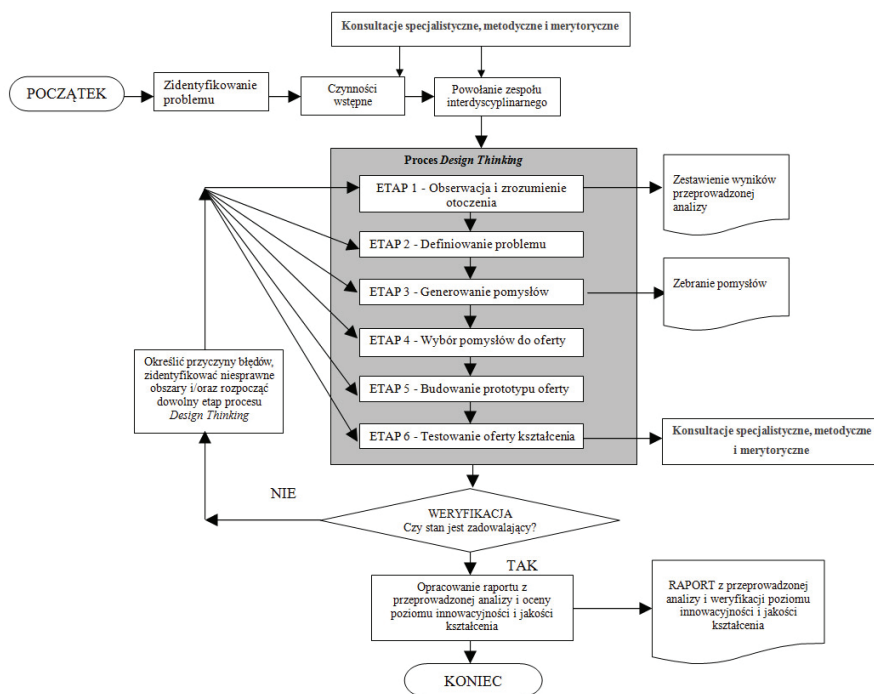 Konsultacje specjalistyczne, metodyczne i merytoryczne
POCZĄTEK
Zidentyfikowanie
problemu
Czynności
wstępne
Powołanie zespołu
interdyscyplinarnego
Proces Design Thinking
ETAP 1 - Obserwacja i zrozumienie
otoczenia
Zestawienie wyników
przeprowadzonej
analizy
ETAP 2 - Definiowanie problemu
ETAP 3 - Generowanie pomysłów
Zebranie pomysłów
ETAP 4 - Wybór pomysłów do oferty
Określić przyczyny błędów,
zidentyfikować niesprawne
obszary i/oraz rozpocząć
dowolny etap procesu
Design Thinking
ETAP 5 - Budowanie prototypu oferty
ETAP 6 - Testowanie oferty kształcenia
Konsultacje specjalistyczne, metodyczne
i merytoryczne
NIE
WERYFIKACJA
Czy stan jest zadowalający?
TAK
Opracowanie raportu z
przeprowadzonej analizy i oceny
poziomu innowacyjności i jakości
kształcenia
RAPORT z przeprowadzonej
analizy i weryfikacji poziomu
innowacyjności i jakości
kształcenia
KONIEC